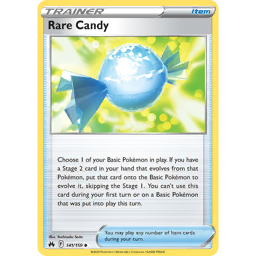 TRAINER
Rare Candy
Item
Choose 1 of your Basic Pokémon in play. If you have
a Stage 2 card in your hand that evolves from that
Pokémon, put that card onto the Basic Pokémon to
evolve it, skipping the Stage 1. You can't use this card
during your first turn or on a Basic Pokémon
that was put into play this turn.
You may play any number of Item cards
during your turn.
141/159